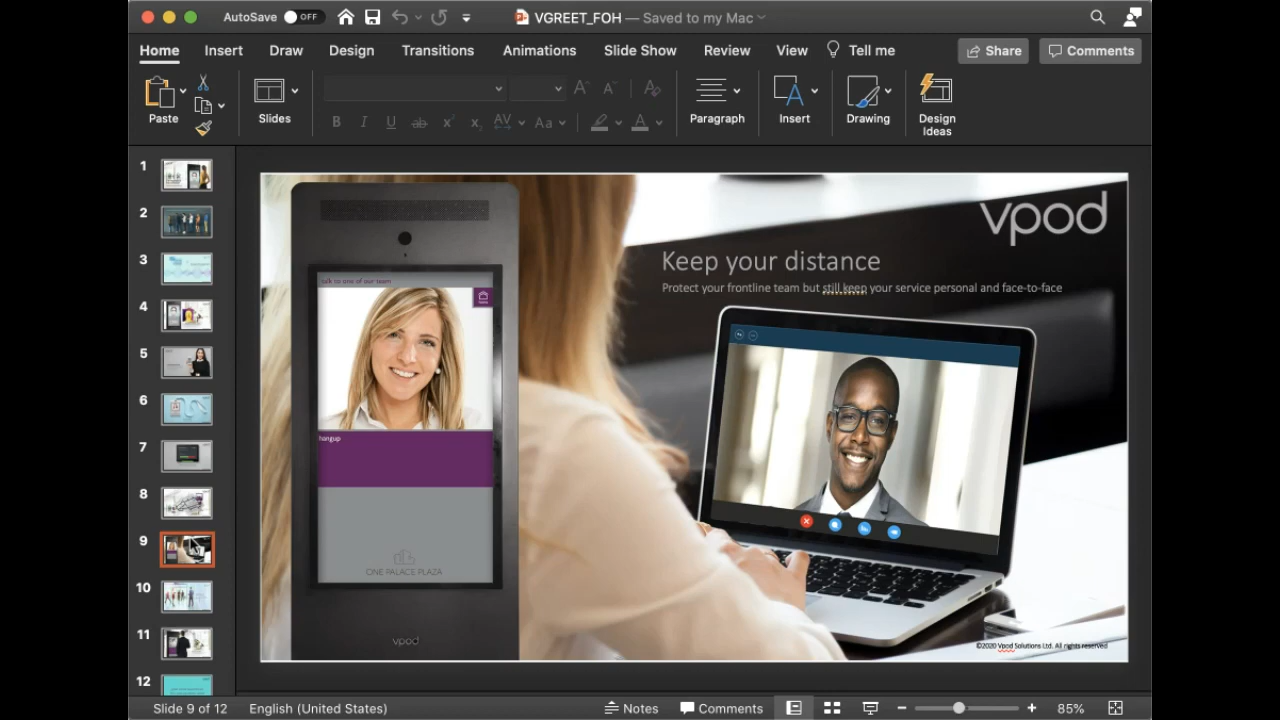 AutoSave OFF VGREET_FOH — Saved to my Mac
Home Insert Draw Design Transitions Animations Slide Show Review View Tell me Share Comments
Paste Slides Paragraph Insert Drawing Design
Ideas
1
2
3
4
5
6
7
8
9
10
11
12
vpod
Keep your distance
Protect your frontline team but still keep your service personal and face-to-face
talk to one of our team
hangup
ONE PALACE PLAZA
vpod
©2020 Vpod Solutions Ltd. All rights reserved
Slide 9 of 12 English (United States) Notes Comments 85%